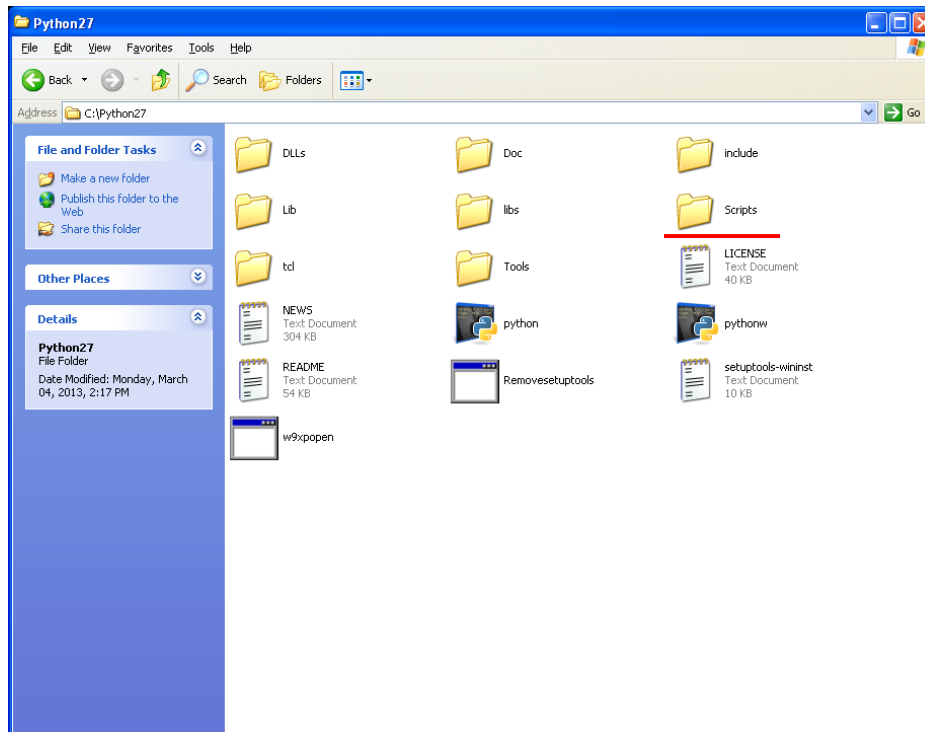 Python27
File Edit View Favorites Tools Help
Back Search Folders
Address C:\Python27 Go
File and Folder Tasks
Make a new folder
Publish this folder to the
Web
Share this folder
Other Places
Details
Python27
File Folder
Date Modified: Monday, March
04, 2013, 2:17 PM
DLLs Doc include
Lib libs Scripts
tcl Tools LICENSE
Text Document
40 KB
NEWS
Text Document
304 KB
python pythonw
README
Text Document
54 KB
Removesetuptools
setuptools-wininst
Text Document
10 KB
w9xpopen